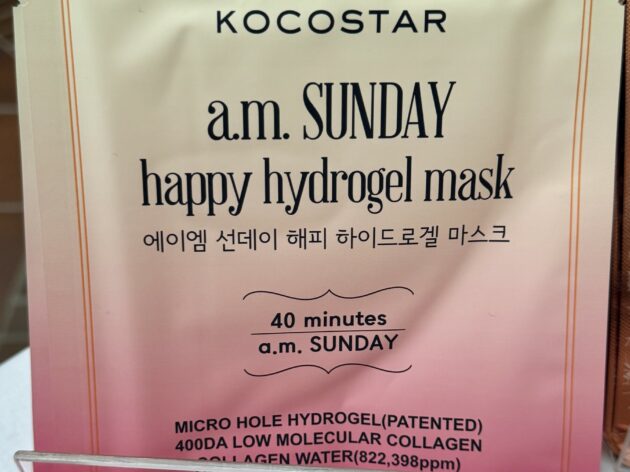 KOCOSTAR
a.m. SUNDAY
happy hydrogel mask
에이엠 선데이 해피 하이드로겔 마스크
40 minutes
a.m. SUNDAY
MICRO HOLE HYDROGEL(PATENTED)
400DA LOW MOLECULAR COLLAGEN
COLLAGEN WATER(822,398ppm)